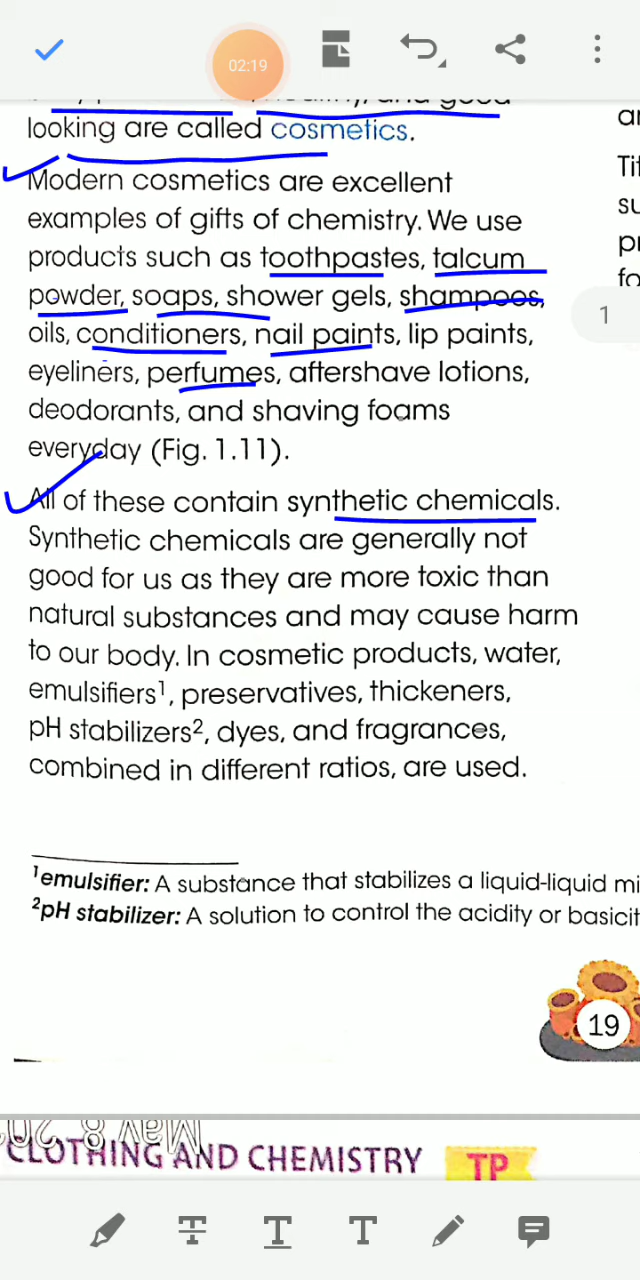 02:19
looking are called cosmetics.
Modern cosmetics are excellent
examples of gifts of chemistry. We use
products such as toothpastes, talcum
powder, soaps, shower gels, shampoos,
oils, conditioners, nail paints, lip paints,
eyeliners, perfumes, aftershave lotions,
deodorants, and shaving foams
everyday (Fig. 1.11).
All of these contain synthetic chemicals.
Synthetic chemicals are generally not
good for us as they are more toxic than
natural substances and may cause harm
to our body. In cosmetic products, water,
emulsifiers¹, preservatives, thickeners,
pH stabilizers², dyes, and fragrances,
combined in different ratios, are used.
1
¹emulsifier: A substance that stabilizes a liquid-liquid mi
²pH stabilizer: A solution to control the acidity or basicit
19
May 8
CLOTHING AND CHEMISTRY
TP